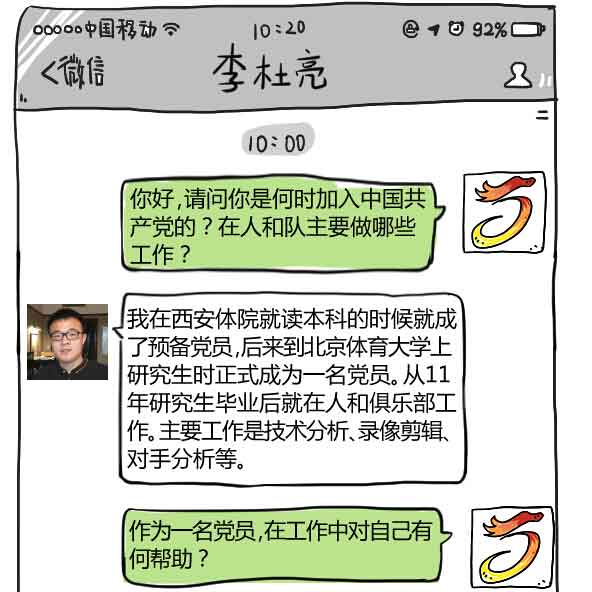 中国移动 10:20 92%
<微信 李杜亮
10:00
你好,请问你是何时加入中国共
产党的？在人和队主要做哪些
工作？
我在西安体院就读本科的时候就成
了预备党员,后来到北京体育大学上
研究生时正式成为一名党员。从11
年研究生毕业后就在人和俱乐部工
作。主要工作是技术分析、录像剪辑、
对手分析等。
作为一名党员,在工作中对自己有
何帮助？